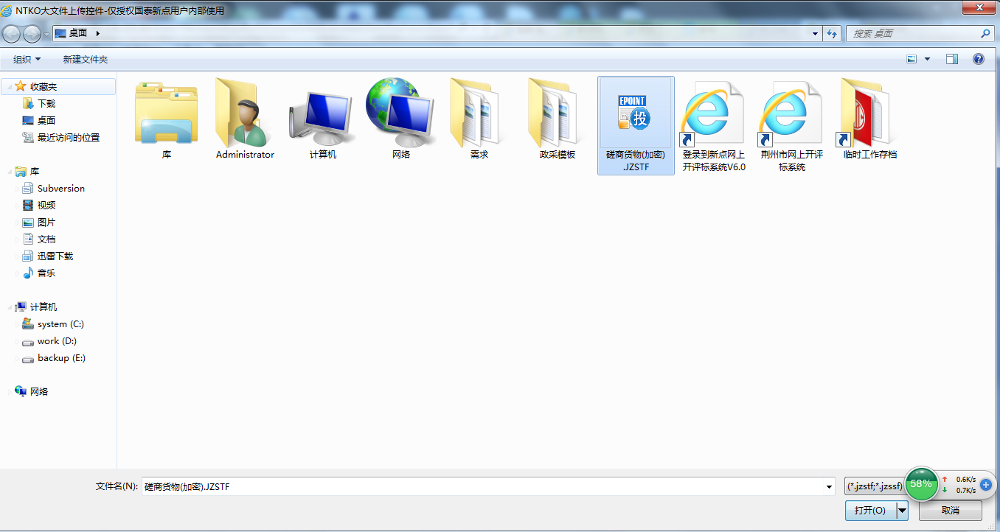 NTKO大文件上传控件-仅授权国泰新点用户内部使用
桌面
搜索 桌面
组织
新建文件夹
收藏夹
下载
桌面
最近访问的位置
库
Subversion
视频
图片
文档
迅雷下载
音乐
计算机
system (C:)
work (D:)
backup (E:)
网络
库
Administrator
计算机
网络
需求
政采模板
EPOINT
投
磋商货物(加密)
.JZSTF
登录到新点网上
开评标系统V6.0
荆州市网上开评
标系统
临时工作存档
文件名(N):
磋商货物(加密).JZSTF
(*.jzstf;*.jzssf)
58%
0.6K/s
0.7K/s
打开(O)
取消